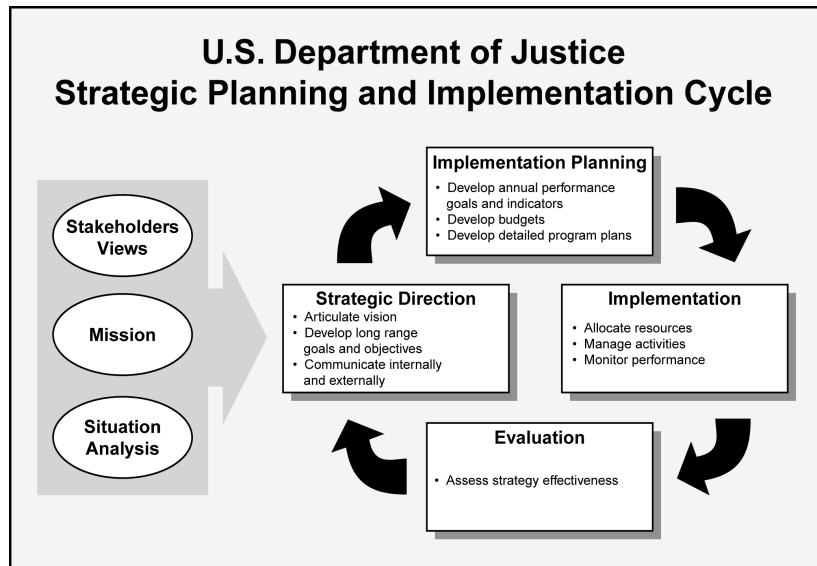 U.S. Department of Justice
Strategic Planning and Implementation Cycle
Stakeholders
Views
Mission
Situation
Analysis
Implementation Planning
• Develop annual performance
goals and indicators
• Develop budgets
• Develop detailed program plans
Strategic Direction
• Articulate vision
• Develop long range
goals and objectives
• Communicate internally
and externally
Implementation
• Allocate resources
• Manage activities
• Monitor performance
Evaluation
• Assess strategy effectiveness